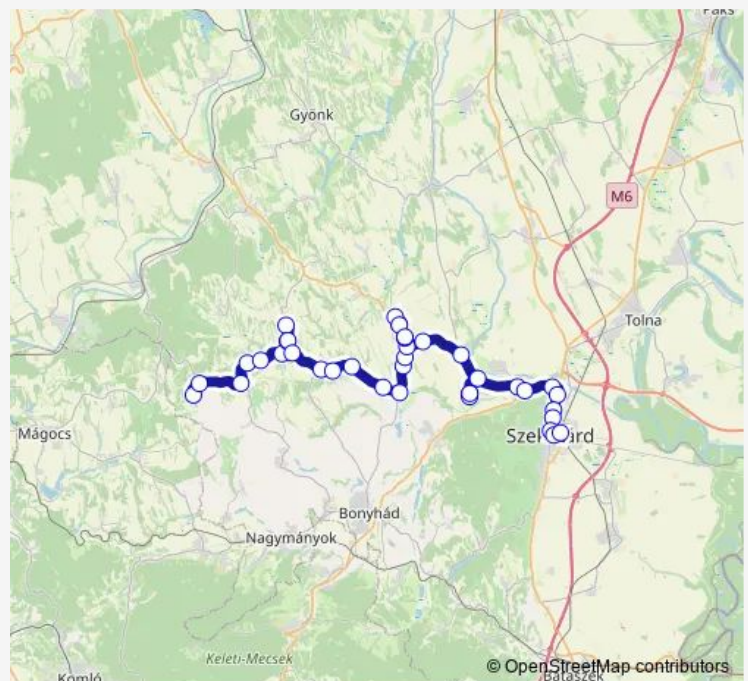 Paks
Gyönk
M6
Tolna
Mágocs
Szekszárd
Bonyhád
Nagymányok
Keleti-Mecsek
© OpenStreetMap contributors
Komló
Bátaszék